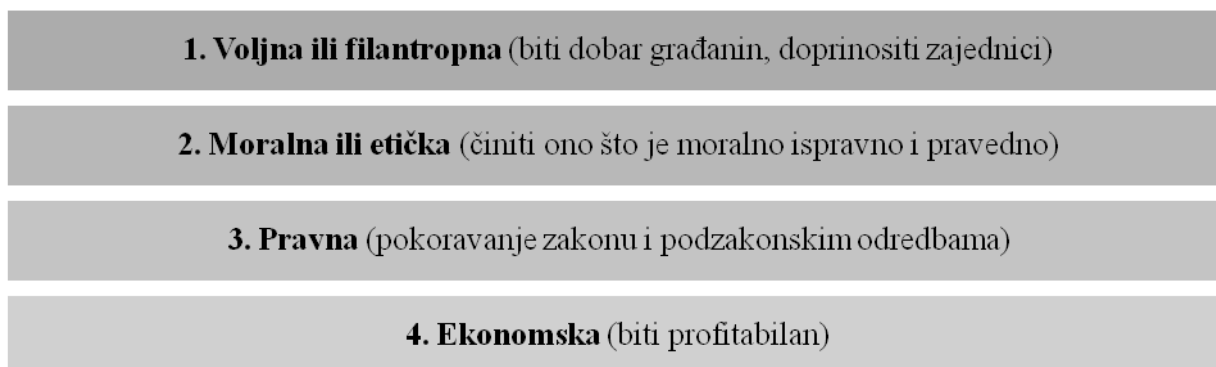 1. Voljna ili filantropna (biti dobar građanin, doprinositi zajednici)
2. Moralna ili etička (činiti ono što je moralno ispravno i pravedno)
3. Pravna (pokoravanje zakonu i podzakonskim odredbama)
4. Ekonomska (biti profitabilan)